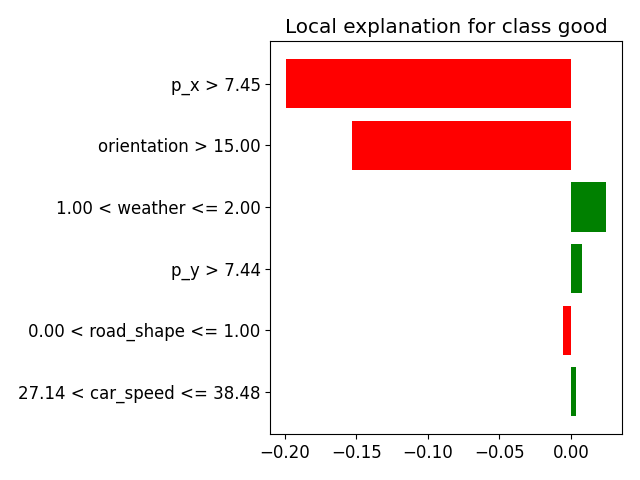 Local explanation for class good
p_x > 7.45
orientation > 15.00
1.00 < weather <= 2.00
p_y > 7.44
0.00 < road_shape <= 1.00
27.14 < car_speed <= 38.48
−0.20 −0.15 −0.10 −0.05 0.00